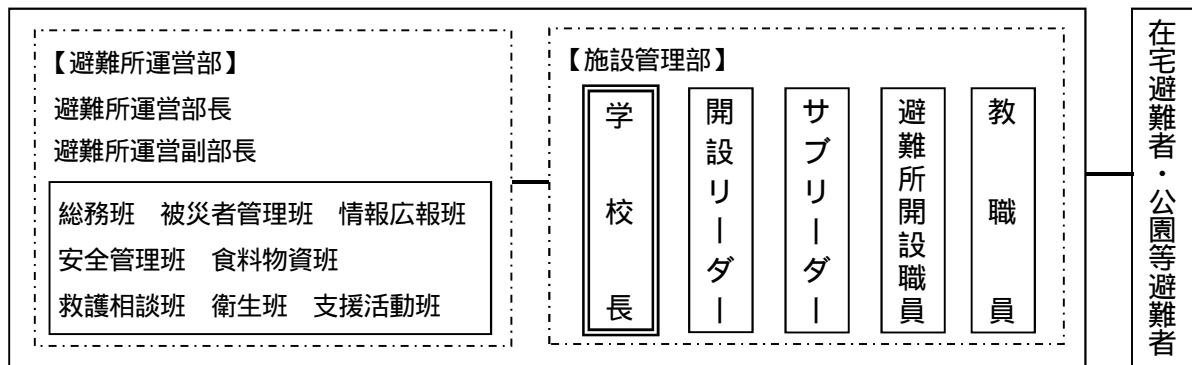 【避難所運営部】
避難所運営部長
避難所運営副部長
総務班 被災者管理班 情報広報班
安全管理班 食料物資班
救護相談班 衛生班 支援活動班
【施設管理部】
学校長
開設リーダー
サブリーダー
避難所開設職員
教職員
在宅避難者・公園等避難者